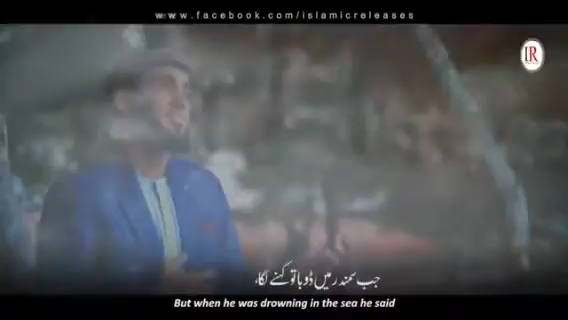 www.facebook.com/islamicreleases
IR
جب سمندر میں ڈوبا تو کہنے لگا،
But when he was drowning in the sea he said